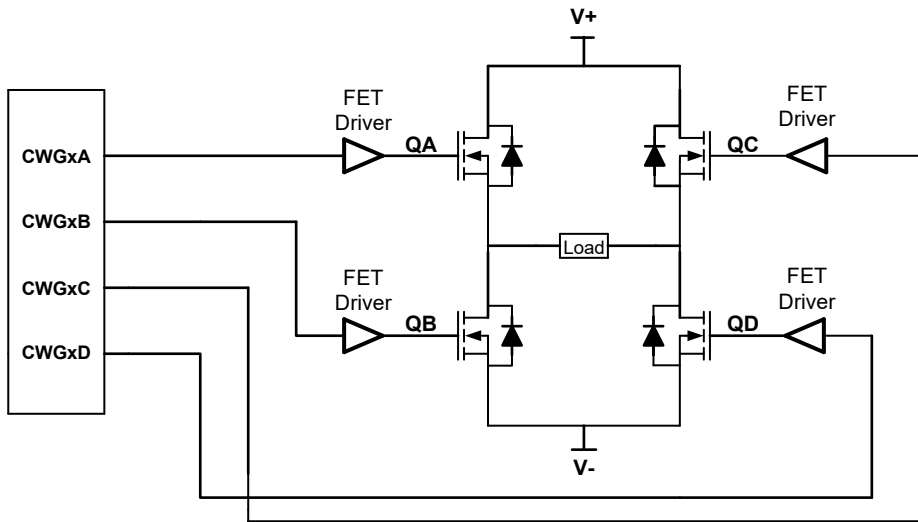 V+
FET
Driver
FET
Driver
CWGxA
QA
QC
CWGxB
Load
CWGxC
FET
Driver
FET
Driver
QB
QD
CWGxD
V-